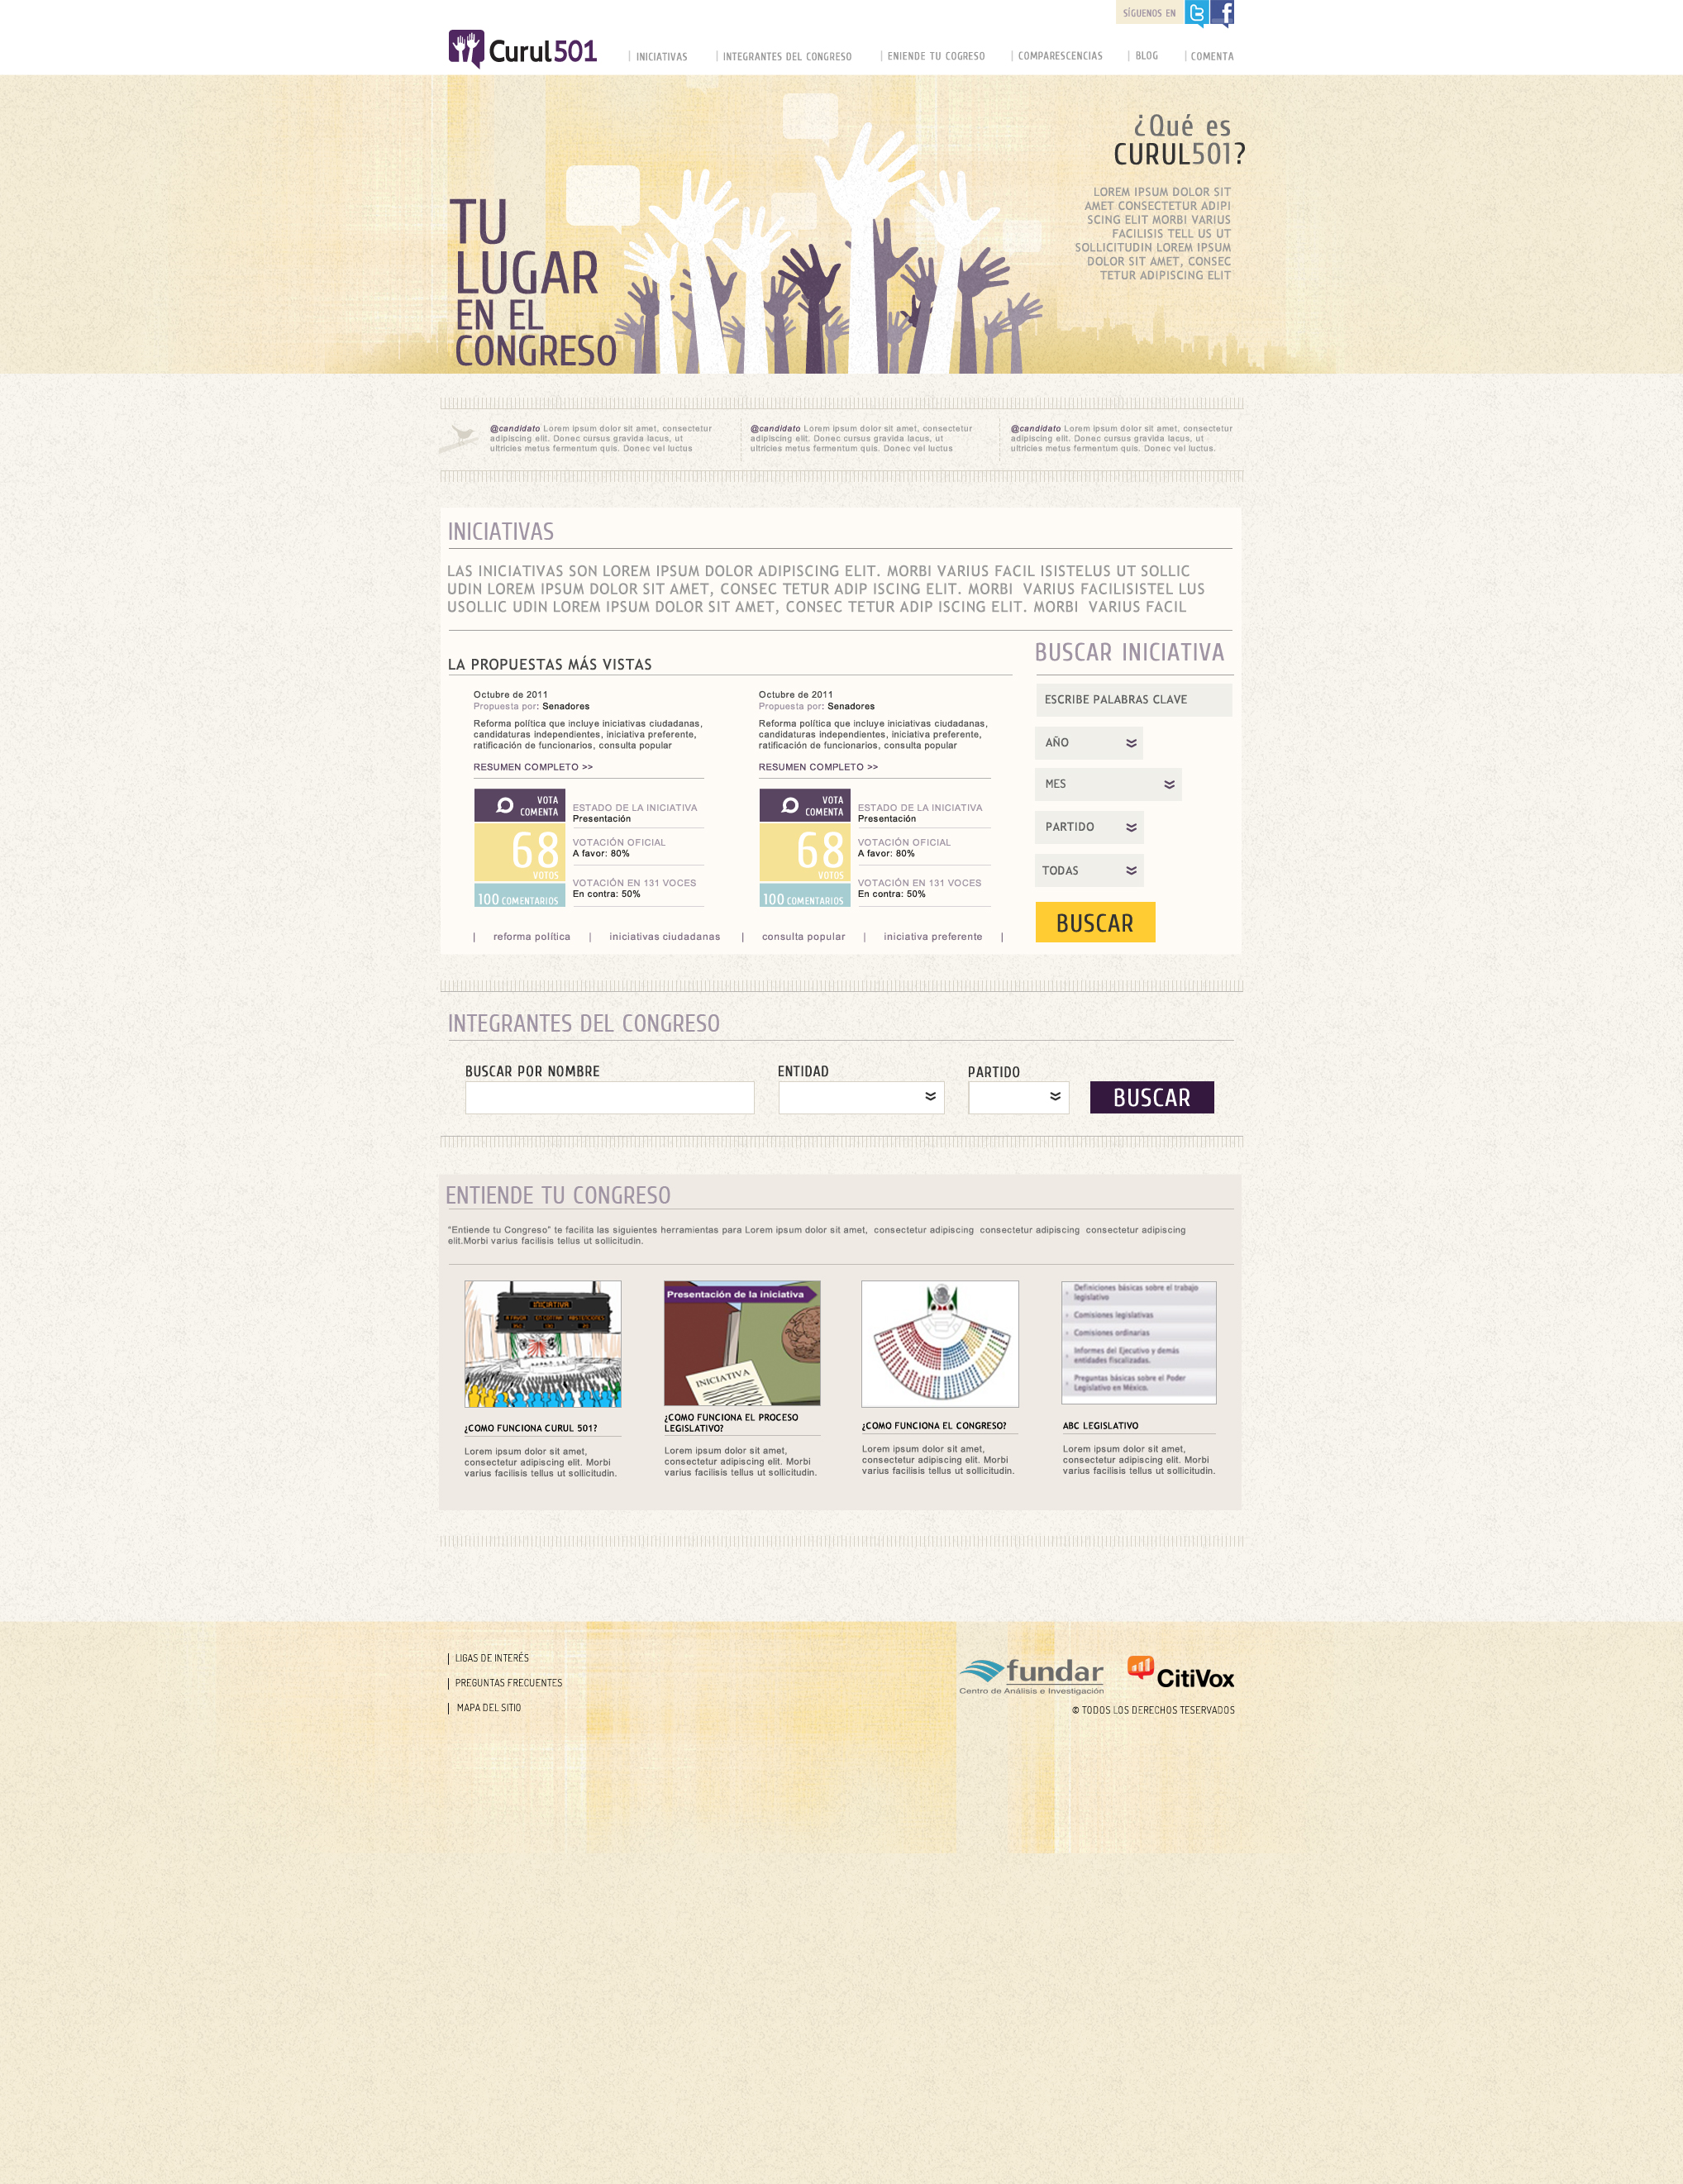 SÍGUENOS EN
Curul501
INICIATIVAS
INTEGRANTES DEL CONGRESO
ENIENDE TU COGRESO
COMPARESCENCIAS
BLOG
COMENTA
TU
LUGAR
EN EL
CONGRESO
¿Qué es
CURUL501?
LOREM IPSUM DOLOR SIT
AMET CONSECTETUR ADIPI
SCING ELIT MORBI VARIUS
FACILISIS TELL US UT
SOLLICITUDIN LOREM IPSUM
DOLOR SIT AMET, CONSEC
TETUR ADIPISCING ELIT
@candidato Lorem ipsum dolor sit amet, consectetur
adipiscing elit. Donec cursus gravida lacus, ut
ultricies metus fermentum quis. Donec vel luctus
@candidato Lorem ipsum dolor sit amet, consectetur
adipiscing elit. Donec cursus gravida lacus, ut
ultricies metus fermentum quis. Donec vel luctus
@candidato Lorem ipsum dolor sit amet, consectetur
adipiscing elit. Donec cursus gravida lacus, ut
ultricies metus fermentum quis. Donec vel luctus.
INICIATIVAS
LAS INICIATIVAS SON LOREM IPSUM DOLOR ADIPISCING ELIT. MORBI VARIUS FACIL ISISTELUS UT SOLLIC
UDIN LOREM IPSUM DOLOR SIT AMET, CONSEC TETUR ADIP ISCING ELIT. MORBI VARIUS FACILISISTEL LUS
USOLLIC UDIN LOREM IPSUM DOLOR SIT AMET, CONSEC TETUR ADIP ISCING ELIT. MORBI VARIUS FACIL
LA PROPUESTAS MÁS VISTAS
Octubre de 2011
Propuesta por: Senadores
Reforma política que incluye iniciativas ciudadanas,
candidaturas independientes, iniciativa preferente,
ratificación de funcionarios, consulta popular
RESUMEN COMPLETO >>
VOTA
COMENTA
68
VOTOS
100 COMENTARIOS
ESTADO DE LA INICIATIVA
Presentación
VOTACIÓN OFICIAL
A favor: 80%
VOTACIÓN EN 131 VOCES
En contra: 50%
Octubre de 2011
Propuesta por: Senadores
Reforma política que incluye iniciativas ciudadanas,
candidaturas independientes, iniciativa preferente,
ratificación de funcionarios, consulta popular
RESUMEN COMPLETO >>
VOTA
COMENTA
68
VOTOS
100 COMENTARIOS
ESTADO DE LA INICIATIVA
Presentación
VOTACIÓN OFICIAL
A favor: 80%
VOTACIÓN EN 131 VOCES
En contra: 50%
| reforma política | iniciativas ciudadanas | consulta popular | iniciativa preferente |
BUSCAR INICIATIVA
ESCRIBE PALABRAS CLAVE
AÑO
MES
PARTIDO
TODAS
BUSCAR
INTEGRANTES DEL CONGRESO
BUSCAR POR NOMBRE
ENTIDAD
PARTIDO
BUSCAR
ENTIENDE TU CONGRESO
"Entiende tu Congreso" te facilita las siguientes herramientas para Lorem ipsum dolor sit amet, consectetur adipiscing consectetur adipiscing consectetur adipiscing
elit.Morbi varius facilisis tellus ut sollicitudin.
INICIATIVA
A FAVOR EN CONTRA ABSTENCIONES
¿COMO FUNCIONA CURUL 501?
Lorem ipsum dolor sit amet,
consectetur adipiscing elit. Morbi
varius facilisis tellus ut sollicitudin.
Presentación de la iniciativa
INICIATIVA
¿COMO FUNCIONA EL PROCESO
LEGISLATIVO?
Lorem ipsum dolor sit amet,
consectetur adipiscing elit. Morbi
varius facilisis tellus ut sollicitudin.
¿COMO FUNCIONA EL CONGRESO?
Lorem ipsum dolor sit amet,
consectetur adipiscing elit. Morbi
varius facilisis tellus ut sollicitudin.
Definiciones básicas sobre el trabajo
legislativo
Comisiones legislativas
Comisiones ordinarias
Informes del Ejecutivo y demás
entidades fiscalizadas.
Preguntas básicas sobre el Poder
Legislativo en México.
ABC LEGISLATIVO
Lorem ipsum dolor sit amet,
consectetur adipiscing elit. Morbi
varius facilisis tellus ut sollicitudin.
LIGAS DE INTERÉS
PREGUNTAS FRECUENTES
MAPA DEL SITIO
fundar
Centro de Análisis e Investigación
CitiVox
© TODOS LOS DERECHOS TESERVADOS